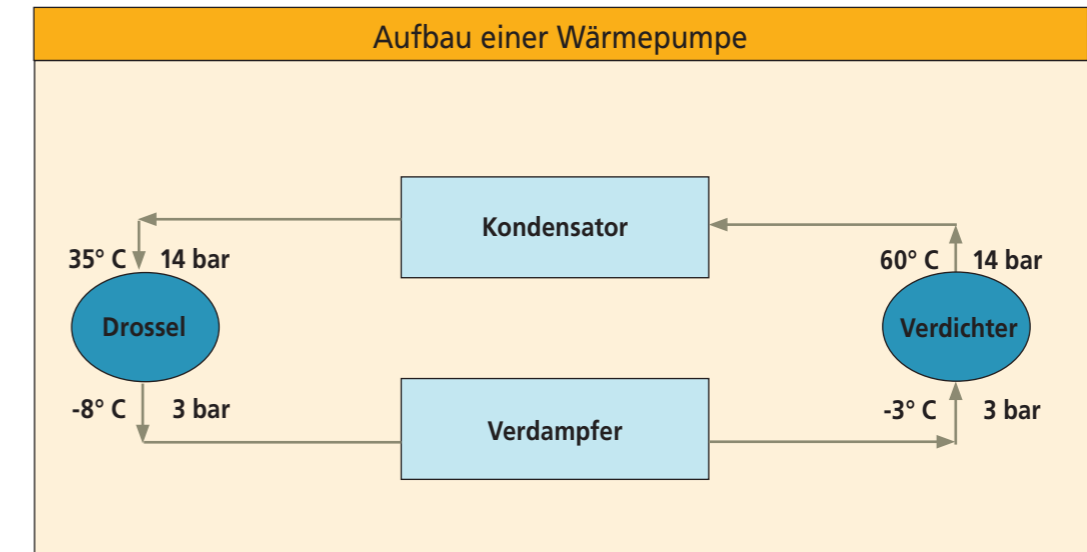 Aufbau einer Wärmepumpe
Kondensator
35° C 14 bar
60° C 14 bar
Drossel
Verdichter
-8° C 3 bar
-3° C 3 bar
Verdampfer